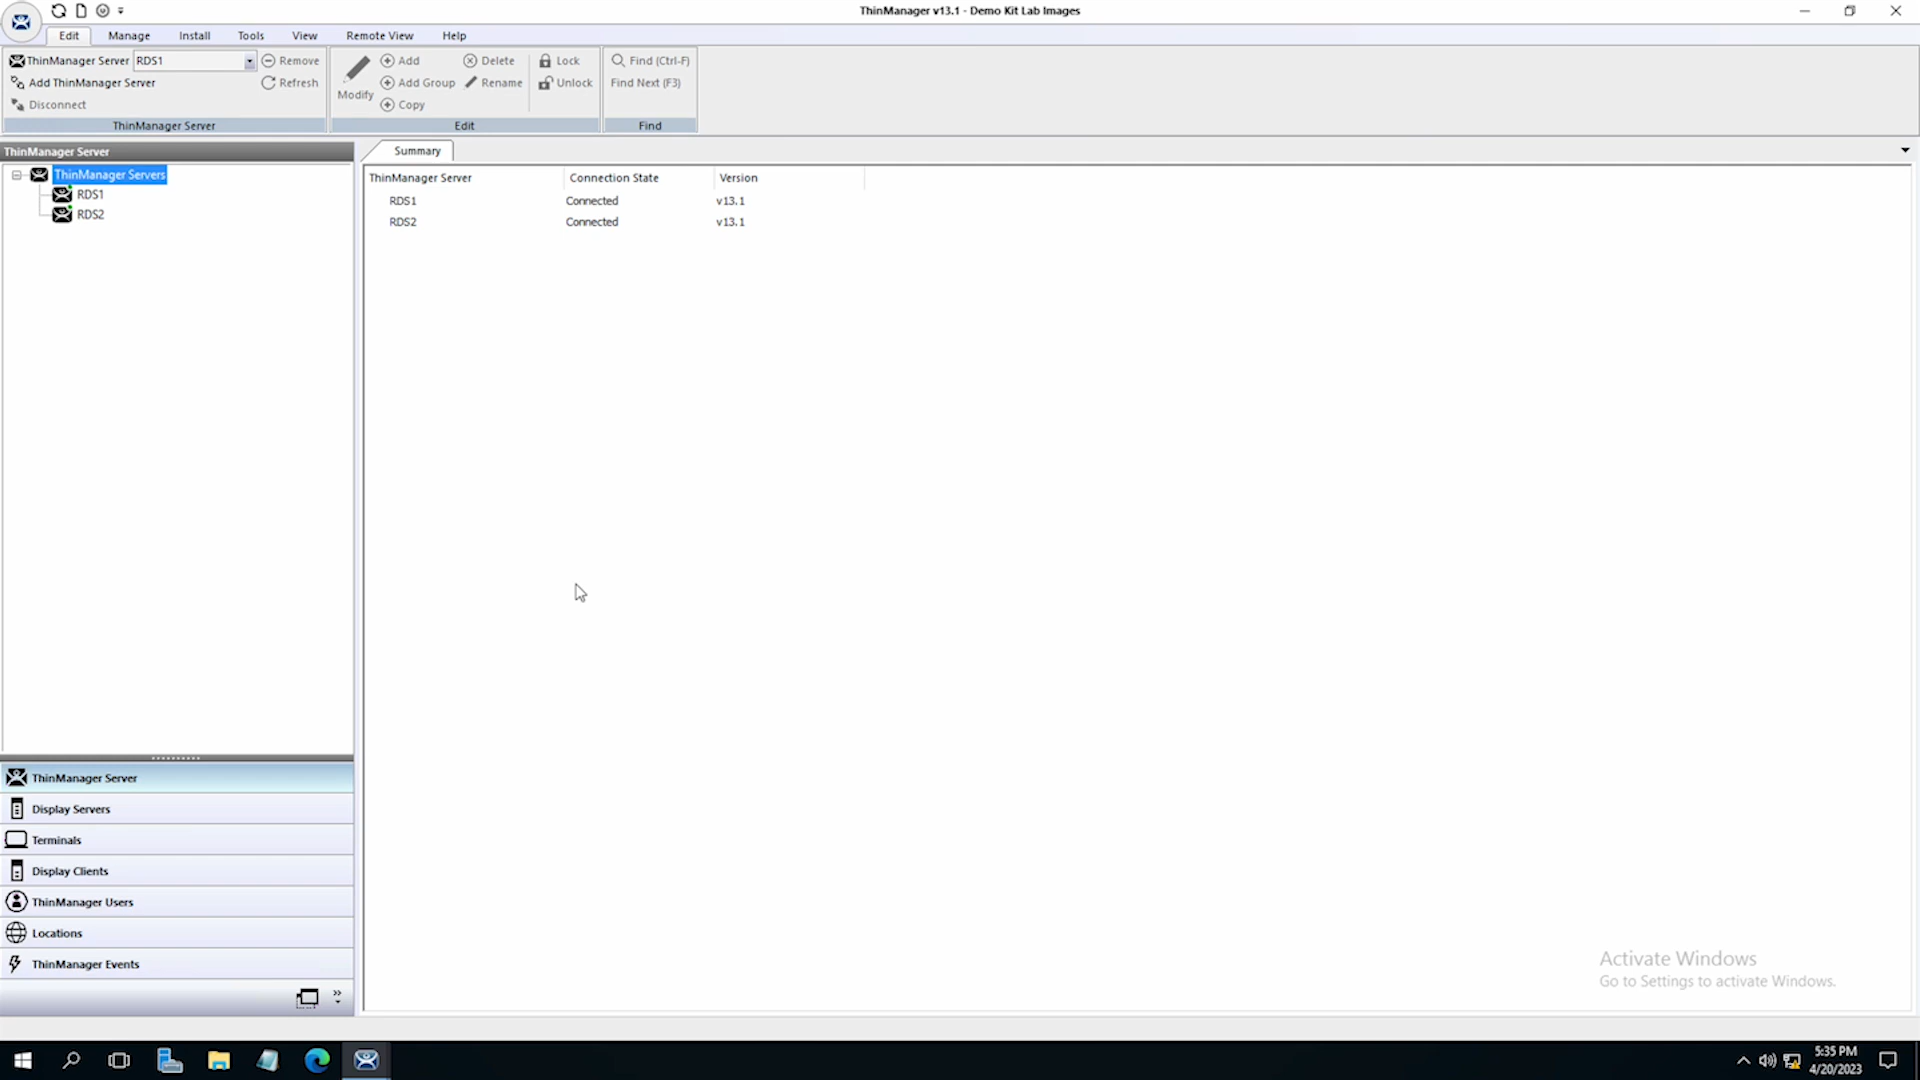 ThinManager v13.1 - Demo Kit Lab Images
Edit Manage Install Tools View Remote View Help
ThinManager Server RDS1 Remove
Add ThinManager Server Refresh
Disconnect
ThinManager Server
Modify
Add Delete Lock
Add Group Rename Unlock
Copy
Edit
Find (Ctrl-F)
Find Next (F3)
Find
ThinManager Server
ThinManager Servers
RDS1
RDS2
Summary
ThinManager Server Connection State Version
RDS1 Connected v13.1
RDS2 Connected v13.1
ThinManager Server
Display Servers
Terminals
Display Clients
ThinManager Users
Locations
ThinManager Events
Activate Windows
Go to Settings to activate Windows.
5:35 PM
4/20/2023